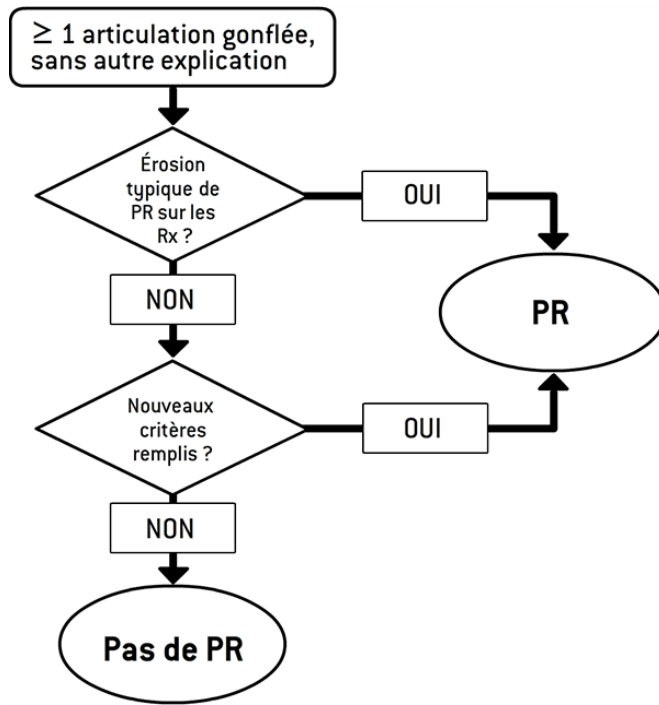 ≥ 1 articulation gonflée,
sans autre explication
Érosion
typique de
PR sur les
Rx ?
OUI
NON
PR
Nouveaux
critères
remplis ?
OUI
NON
Pas de PR